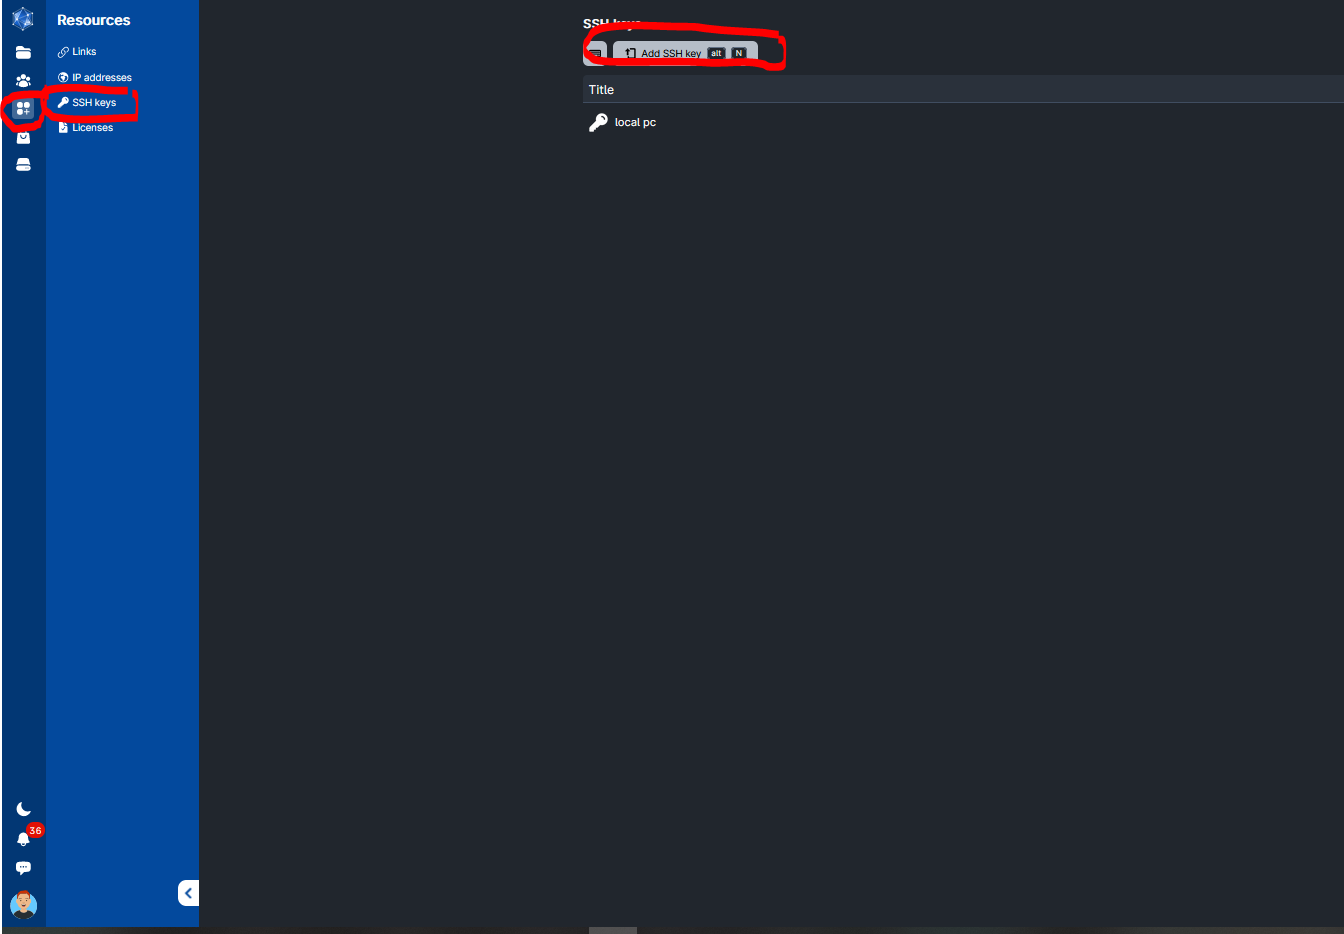 Resources
Links
IP addresses
SSH keys
Licenses
36
SSH keys
Add SSH key alt N
Title
local pc